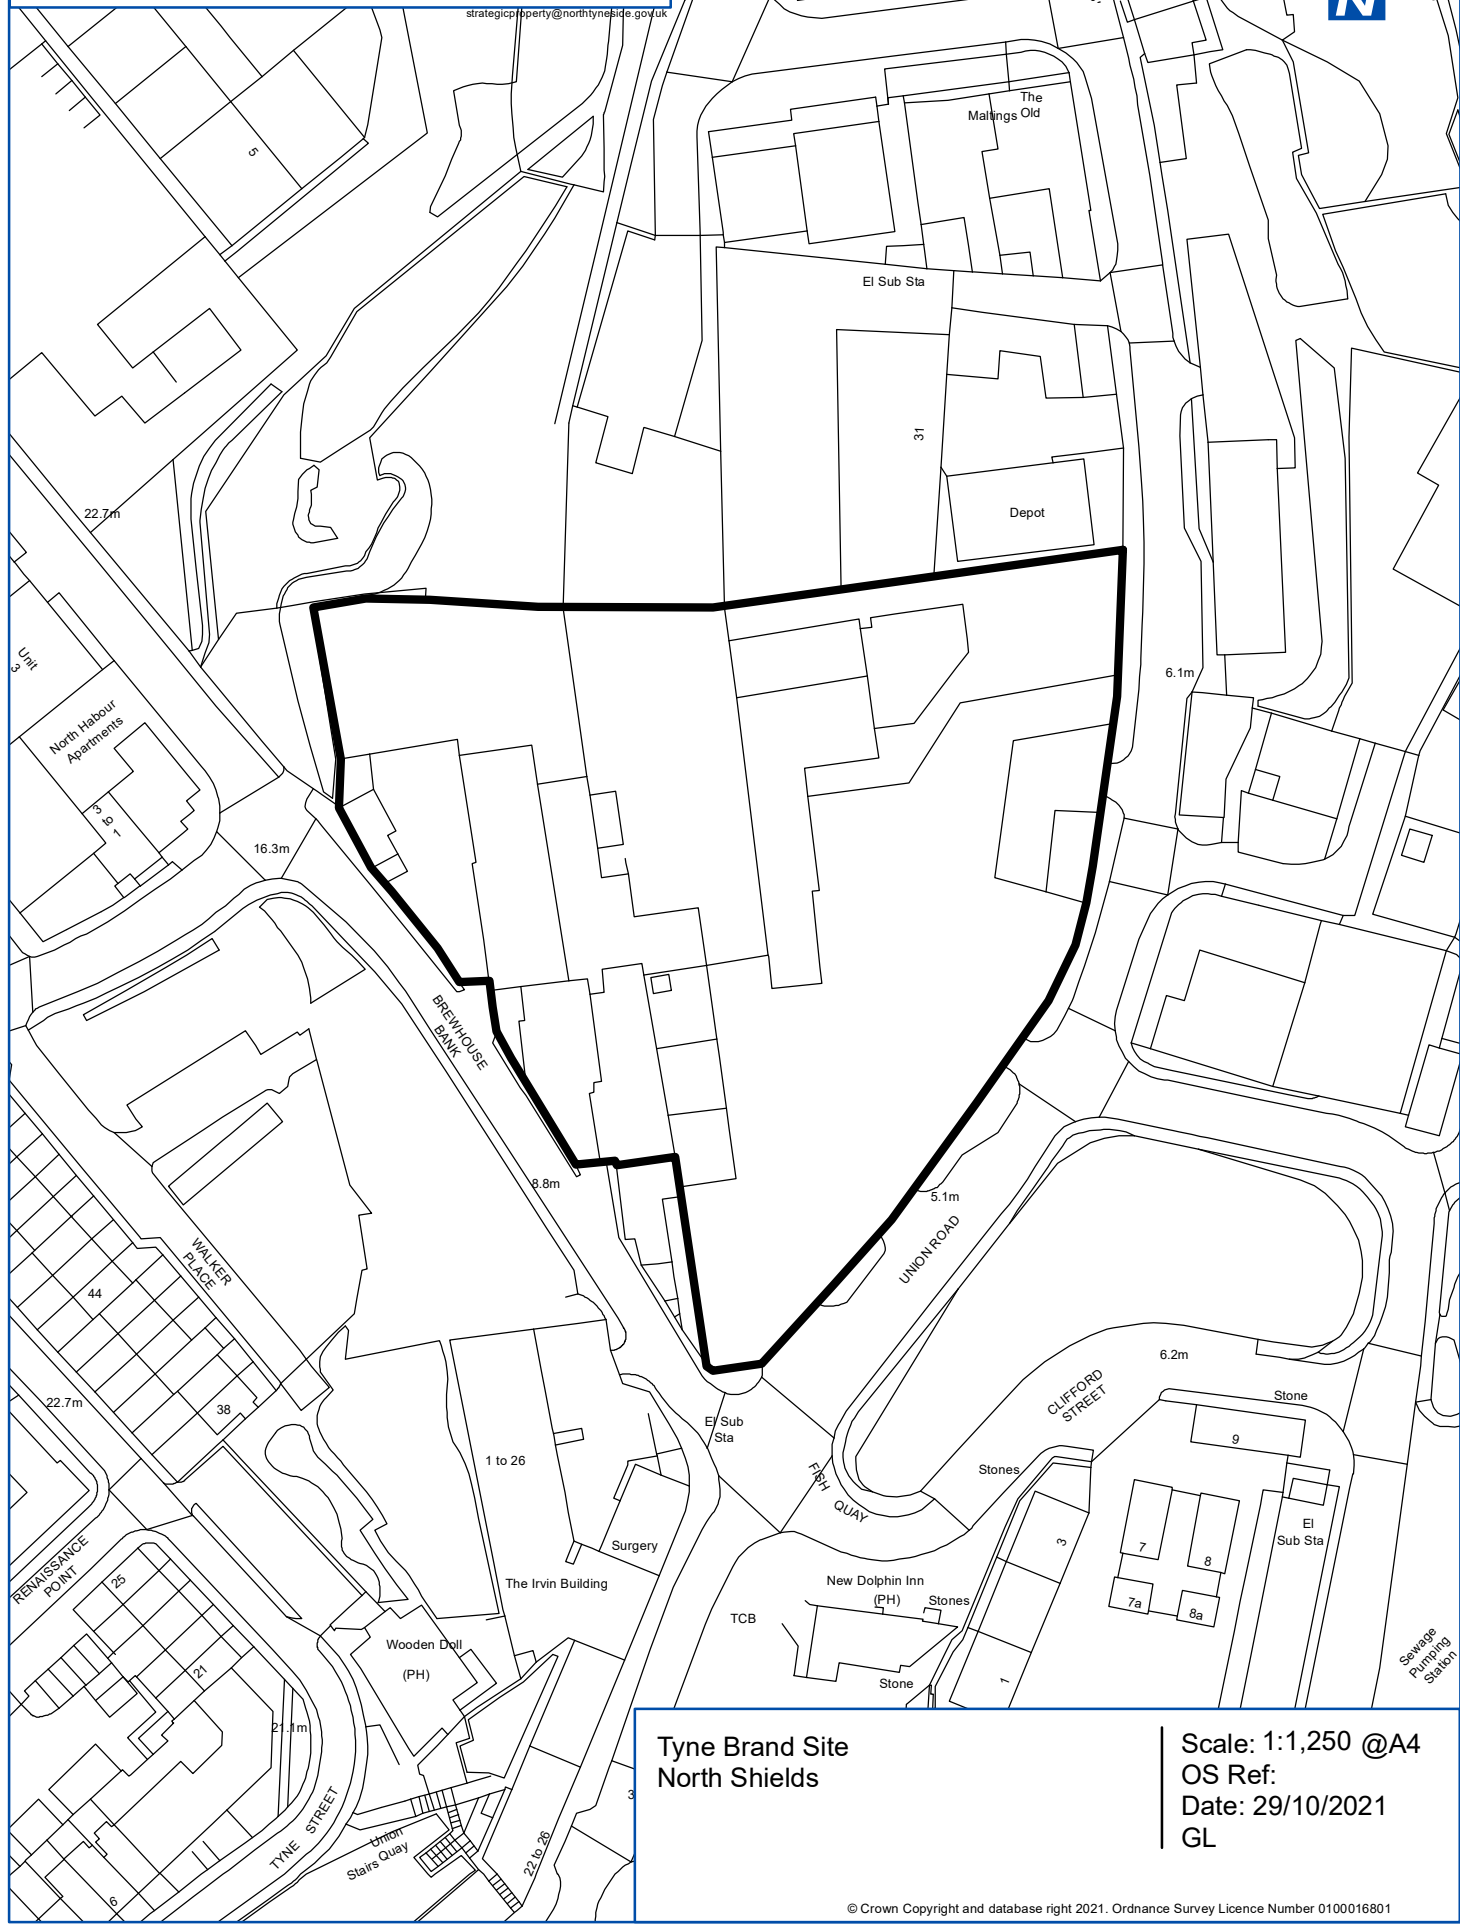 strategicproperty@northtyneside.gov.uk
N
The
Maltings Old
5
El Sub Sta
31
22.7m
Depot
Unit
3
6.1m
North Habour
Apartments
3
to
1
16.3m
BREWHOUSE
BANK
8.8m
5.1m
UNION ROAD
WALKER
PLACE
44
22.7m
38
6.2m
CLIFFORD
STREET
Stone
El Sub
Sta
9
1 to 26
FISH QUAY
Stones
El
Sub Sta
3
7
8
Surgery
RENAISSANCE
POINT
25
The Irvin Building
New Dolphin Inn
(PH)
Stones
7a
8a
TCB
Wooden Doll
(PH)
21
Stone
1
Sewage
Pumping
Station
21.1m
TYNE STREET
Union
Stairs Quay
22 to 26
3
6
Tyne Brand Site
North Shields
Scale: 1:1,250 @A4
OS Ref:
Date: 29/10/2021
GL
© Crown Copyright and database right 2021. Ordnance Survey Licence Number 0100016801